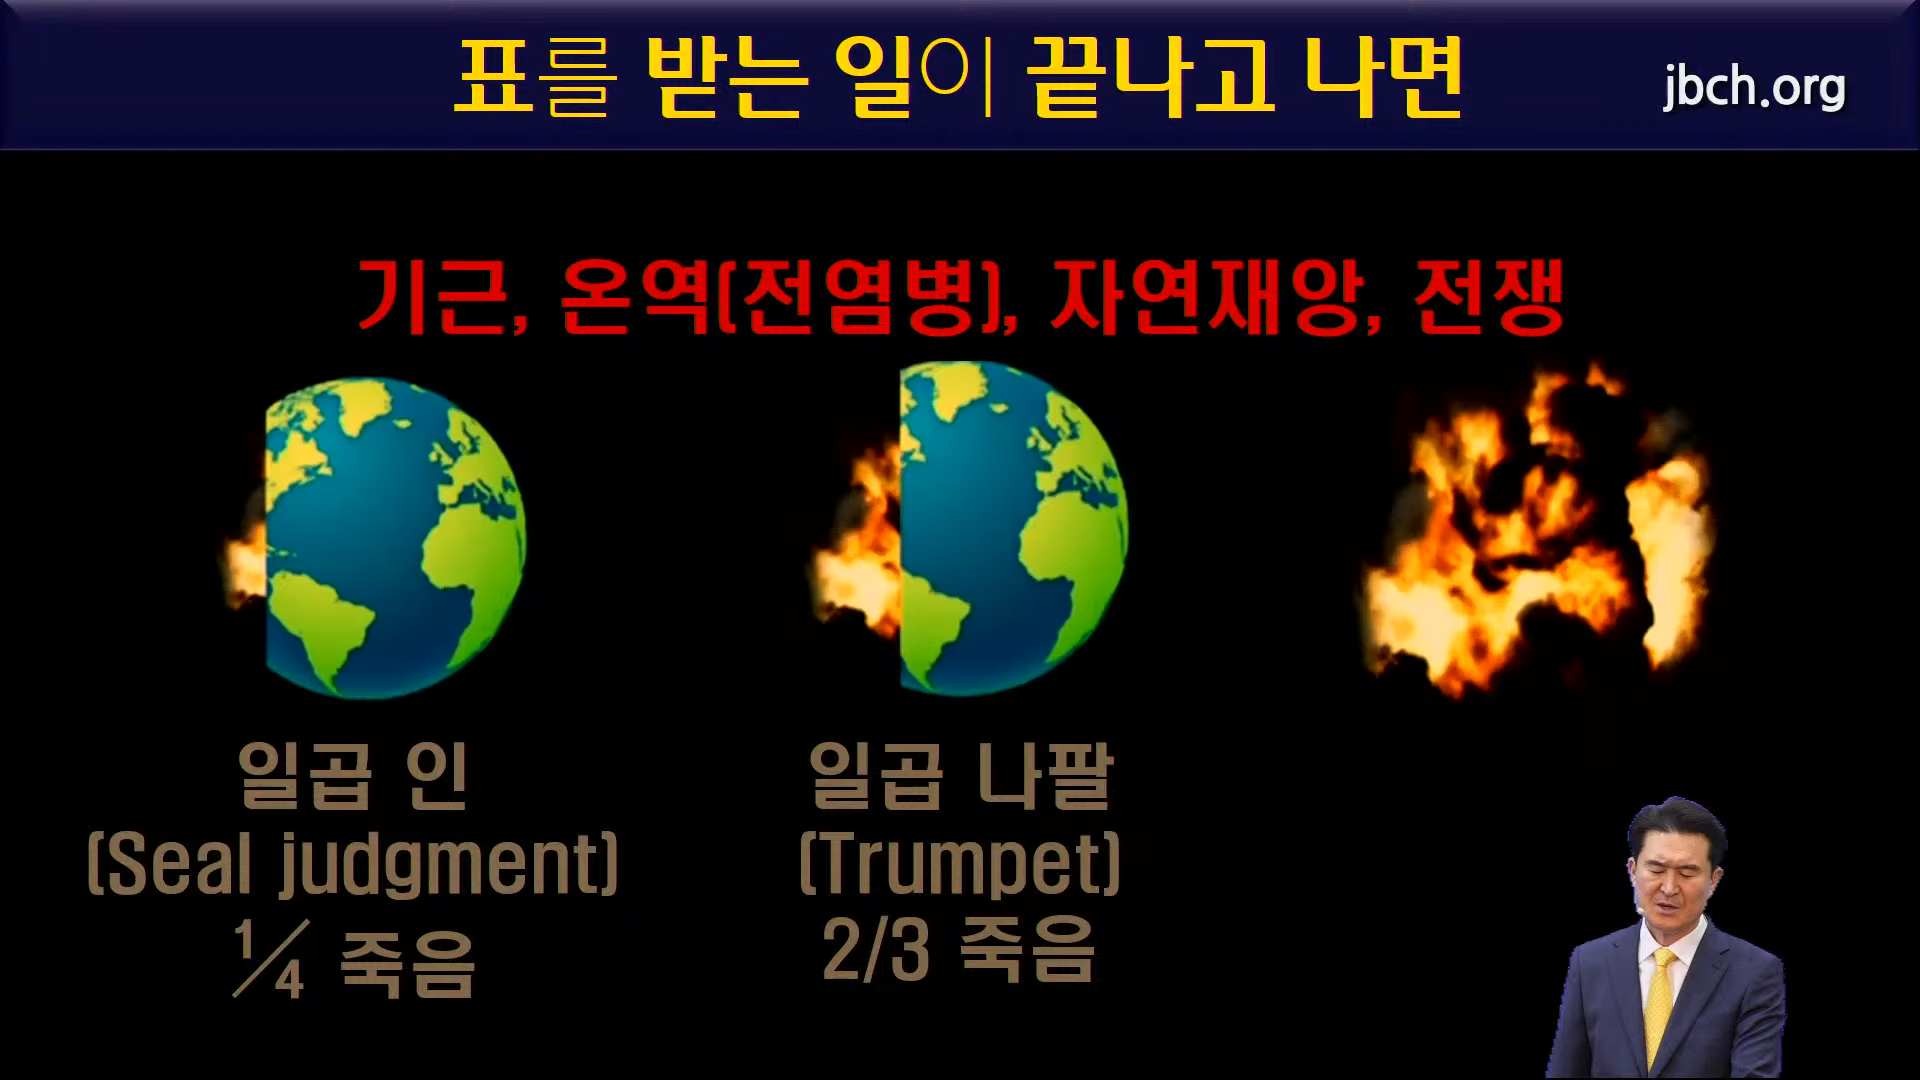 표를 받는 일이 끝나고 나면
jbch.org
기근, 온역(전염병), 자연재앙, 전쟁
일곱 인
(Seal judgment)
1/4 죽음
일곱 나팔
(Trumpet)
2/3 죽음